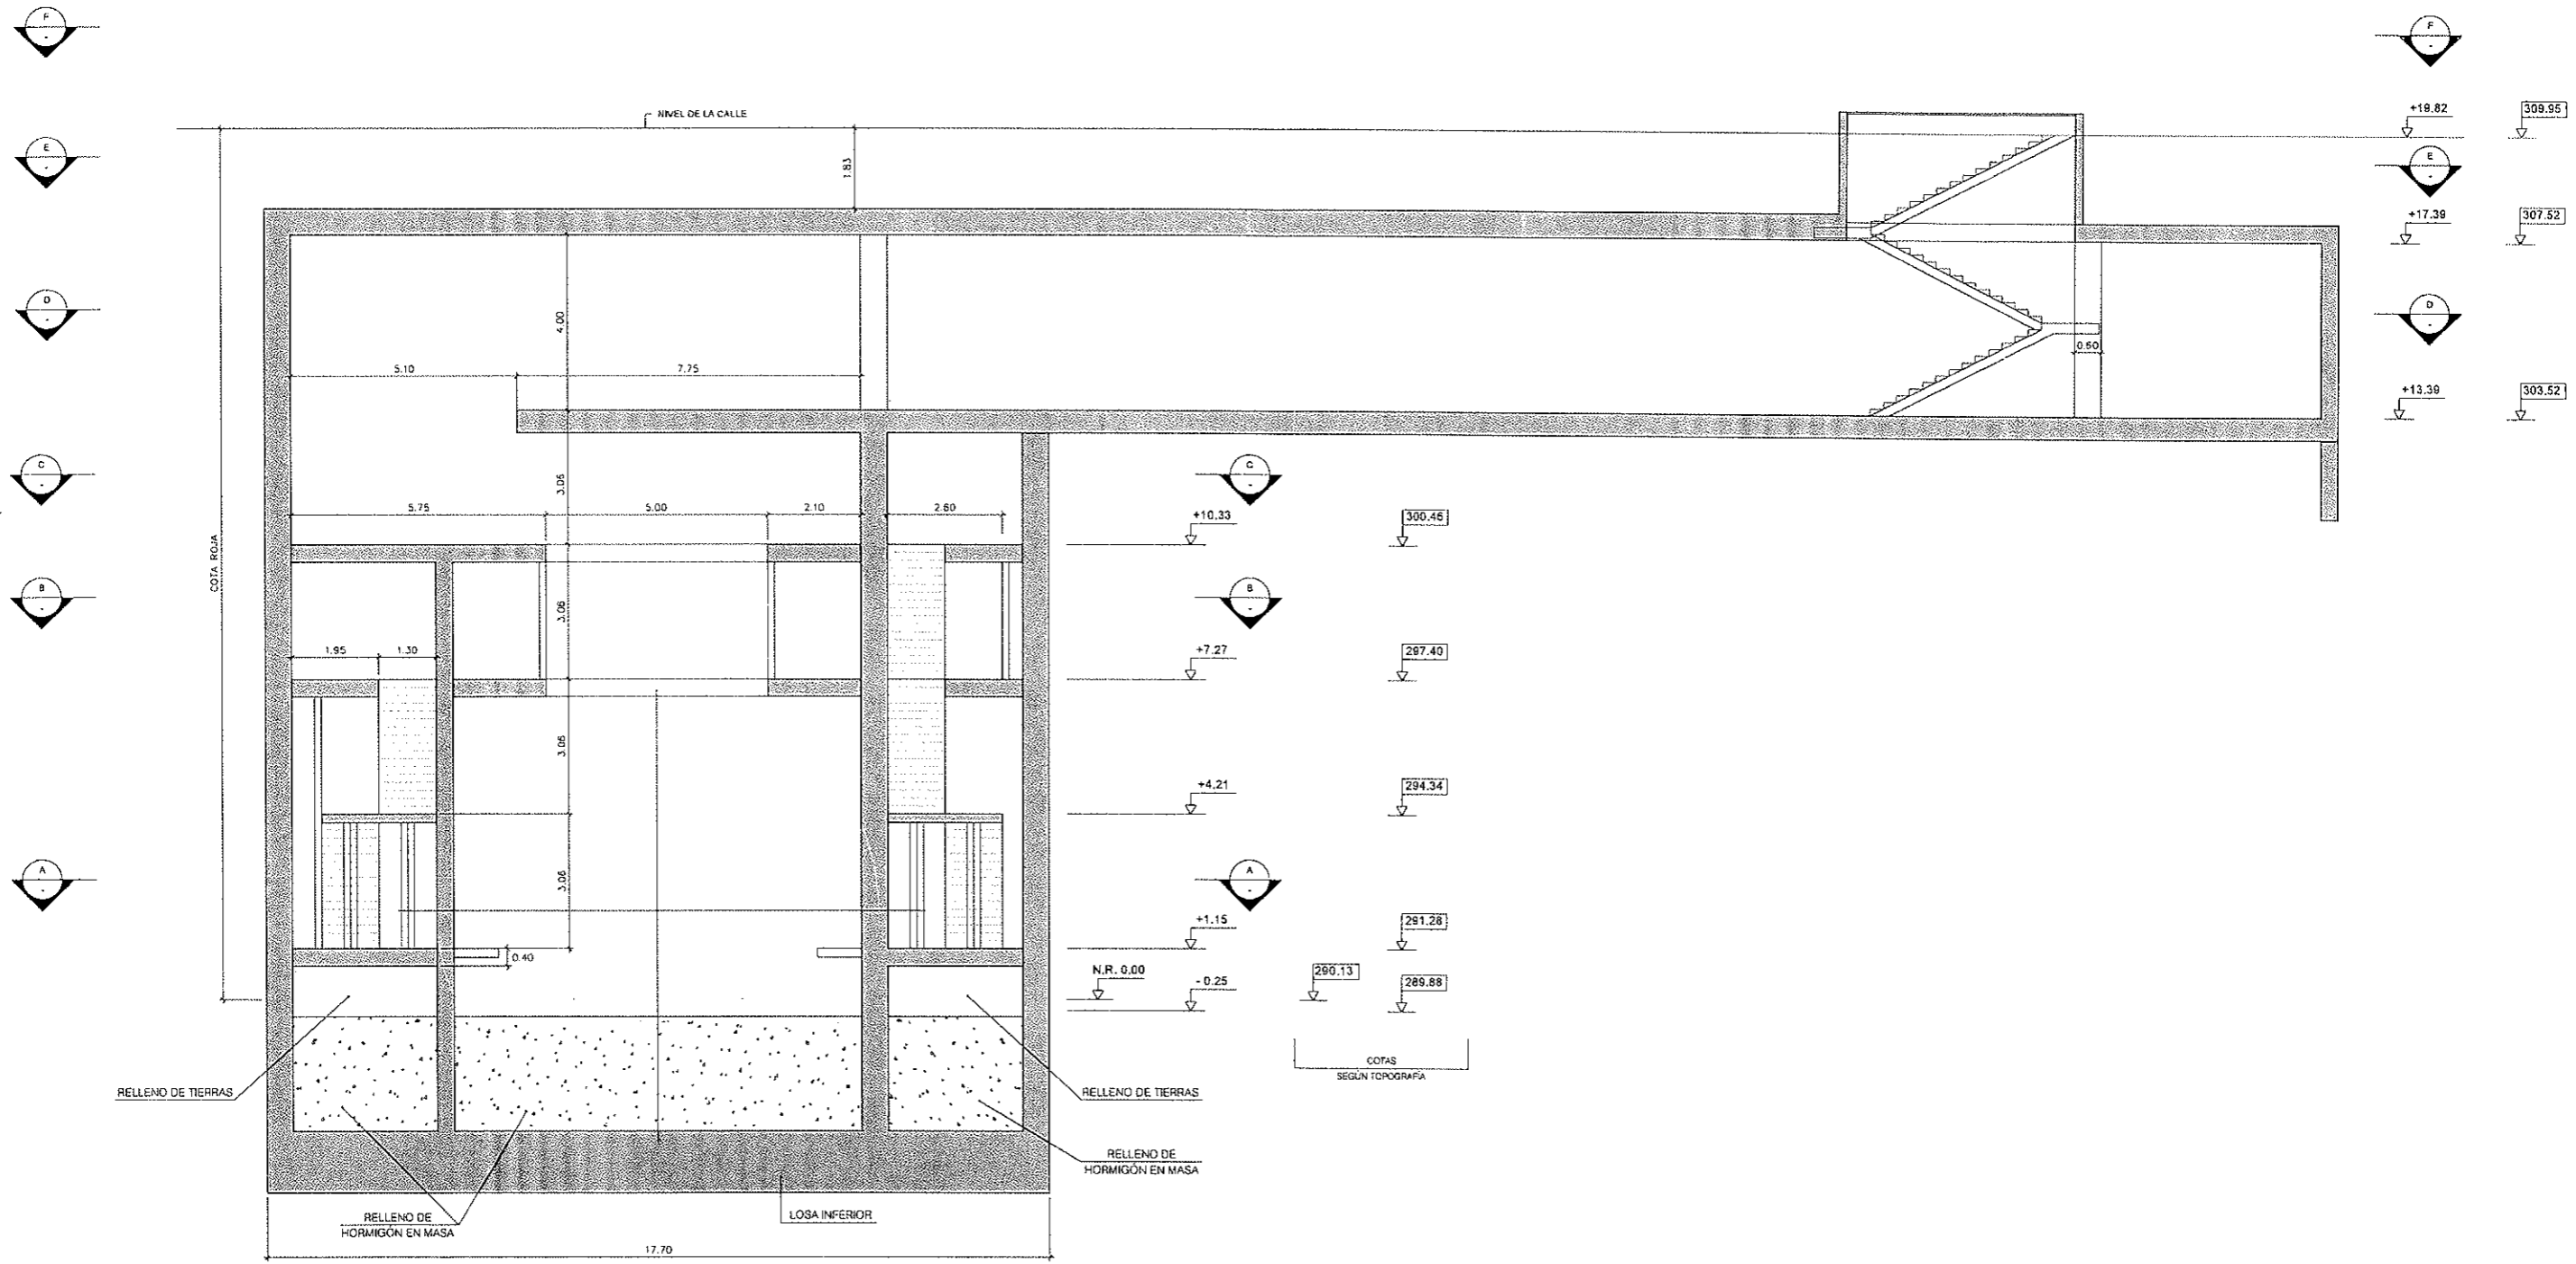 F
F
NIVEL DE LA CALLE
+19.82
309.95
E
E
1.83
+17.39
307.52
D
D
4.00
0.60
5.10
7.75
+13.39
303.52
C
C
3.06
5.75
5.00
2.10
2.60
+10.33
300.46
COTA ROJA
B
B
3.06
1.95
1.30
+7.27
297.40
3.06
+4.21
294.34
A
A
3.06
+1.15
291.28
0.40
N.R. 0,00
- 0.25
290.13
289.88
COTAS
SEGÚN TOPOGRAFIA
RELLENO DE TIERRAS
RELLENO DE TIERRAS
RELLENO DE
HORMIGÓN EN MASA
RELLENO DE
HORMIGÓN EN MASA
LOSA INFERIOR
17.70